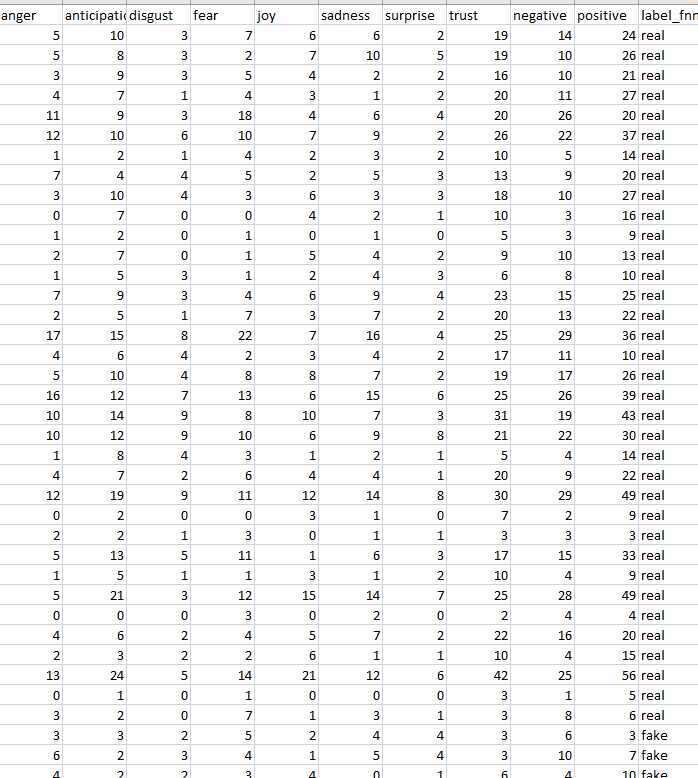 anger anticipatic disgust fear joy sadness surprise trust negative positive label_fnn
5 10 3 7 6 6 2 19 14 24 real
5 8 3 2 7 10 5 19 10 26 real
3 9 3 5 4 2 2 16 10 21 real
4 7 1 4 3 1 2 20 11 27 real
11 9 3 18 4 6 4 20 26 20 real
12 10 6 10 7 9 2 26 22 37 real
1 2 1 4 2 3 2 10 5 14 real
7 4 4 5 2 5 3 13 9 20 real
3 10 4 3 6 3 3 18 10 27 real
0 7 0 0 4 2 1 10 3 16 real
1 2 0 1 0 1 0 5 3 9 real
2 7 0 1 5 4 2 9 10 13 real
1 5 3 1 2 4 3 6 8 10 real
7 9 3 4 6 9 4 23 15 25 real
2 5 1 7 3 7 2 20 13 22 real
17 15 8 22 7 16 4 25 29 36 real
4 6 4 2 3 4 2 17 11 10 real
5 10 4 8 8 7 2 19 17 26 real
16 12 7 13 6 15 6 25 26 39 real
10 14 9 8 10 7 3 31 19 43 real
10 12 9 10 6 9 8 21 22 30 real
1 8 4 3 1 2 1 5 4 14 real
4 7 2 6 4 4 1 20 9 22 real
12 19 9 11 12 14 8 30 29 49 real
0 2 0 0 3 1 0 7 2 9 real
2 2 1 3 0 1 1 3 3 3 real
5 13 5 11 1 6 3 17 15 33 real
1 5 1 1 3 1 2 10 4 9 real
5 21 3 12 15 14 7 25 28 49 real
0 0 0 3 0 2 0 2 4 4 real
4 6 2 4 5 7 2 22 16 20 real
2 3 2 2 6 1 1 10 4 15 real
13 24 5 14 21 12 6 42 25 56 real
0 1 0 1 0 0 0 3 1 5 real
3 2 0 7 1 3 1 3 8 6 real
3 3 2 5 2 4 4 3 6 3 fake
6 2 3 4 1 5 4 3 10 7 fake
4 2 2 3 4 0 1 6 4 10 fake